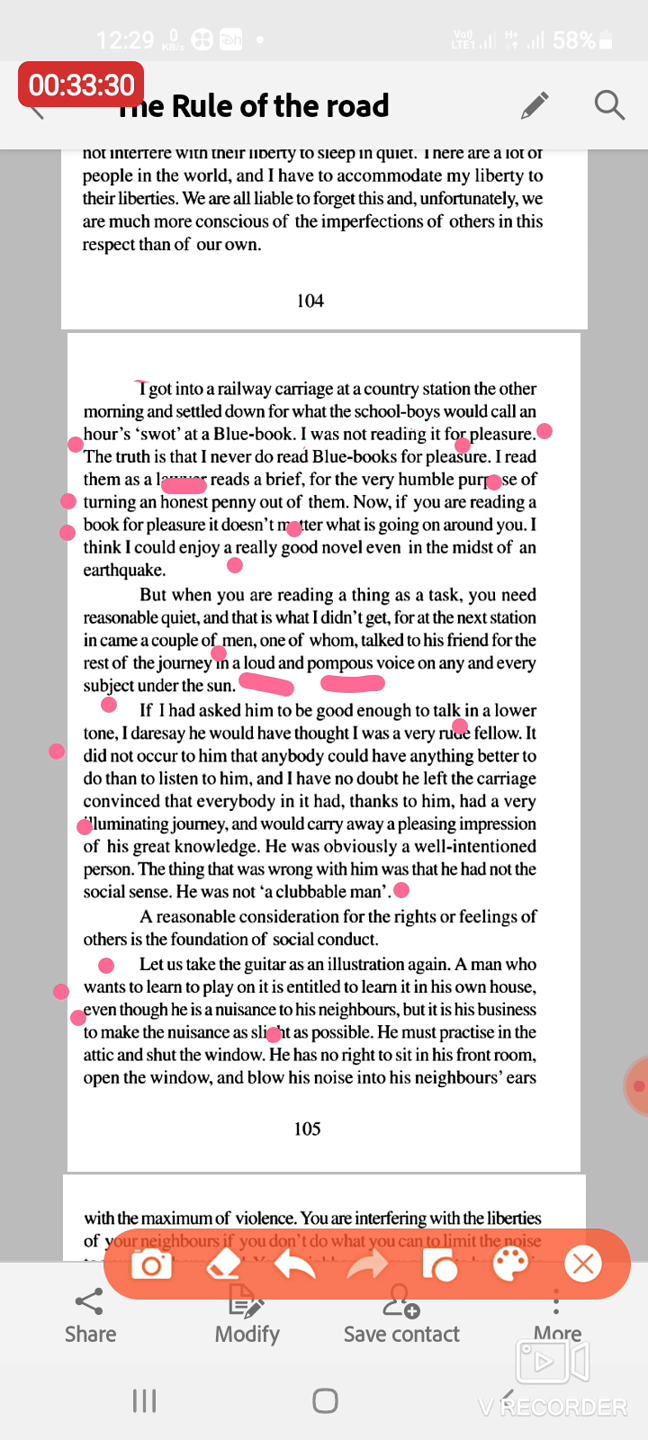 12:29 0 KB/s
Vo)) LTE1 H+ 58%
00:33:30
The Rule of the road
not interfere with their liberty to sleep in quiet. There are a lot of
people in the world, and I have to accommodate my liberty to
their liberties. We are all liable to forget this and, unfortunately, we
are much more conscious of the imperfections of others in this
respect than of our own.
104
I got into a railway carriage at a country station the other
morning and settled down for what the school-boys would call an
hour's 'swot' at a Blue-book. I was not reading it for pleasure.
The truth is that I never do read Blue-books for pleasure. I read
them as a lawyer reads a brief, for the very humble purpose of
turning an honest penny out of them. Now, if you are reading a
book for pleasure it doesn't matter what is going on around you. I
think I could enjoy a really good novel even in the midst of an
earthquake.
But when you are reading a thing as a task, you need
reasonable quiet, and that is what I didn't get, for at the next station
in came a couple of men, one of whom, talked to his friend for the
rest of the journey in a loud and pompous voice on any and every
subject under the sun.
If I had asked him to be good enough to talk in a lower
tone, I daresay he would have thought I was a very rude fellow. It
did not occur to him that anybody could have anything better to
do than to listen to him, and I have no doubt he left the carriage
convinced that everybody in it had, thanks to him, had a very
illuminating journey, and would carry away a pleasing impression
of his great knowledge. He was obviously a well-intentioned
person. The thing that was wrong with him was that he had not the
social sense. He was not 'a clubbable man'.
A reasonable consideration for the rights or feelings of
others is the foundation of social conduct.
Let us take the guitar as an illustration again. A man who
wants to learn to play on it is entitled to learn it in his own house,
even though he is a nuisance to his neighbours, but it is his business
to make the nuisance as slight as possible. He must practise in the
attic and shut the window. He has no right to sit in his front room,
open the window, and blow his noise into his neighbours' ears
105
with the maximum of violence. You are interfering with the liberties
of your neighbours if you don't do what you can to limit the noise
Share Modify Save contact More
V RECORDER